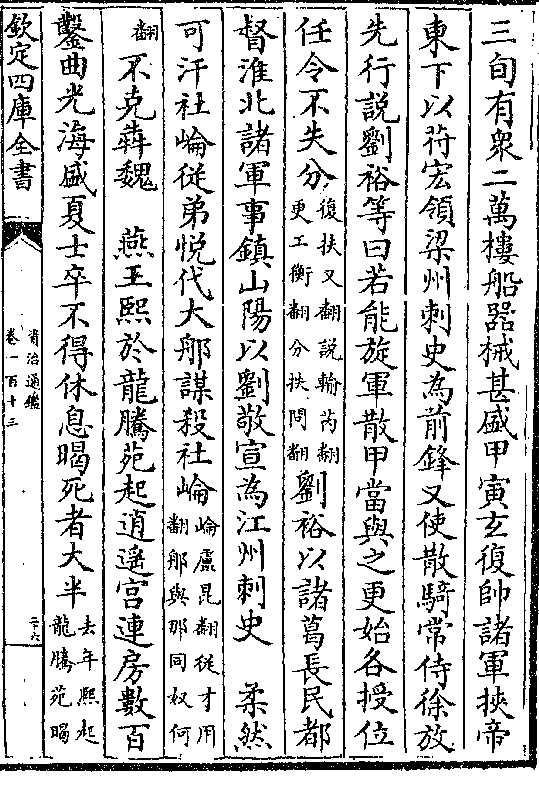 三旬有衆二萬樓船器械甚盛甲寅玄復帥諸軍挾帝
東下以苻宏領梁州刺史為前鋒又使散騎常侍徐放
先行說劉裕等曰若能旋軍散甲當與之更始各授位
任令不失分復扶又翻說輸芮翻更工衡翻分扶問翻劉裕以諸葛長民都
督淮北諸軍事鎮山陽以劉敬宣為江州刺史　柔然
可汗社崘從弟悅代大那謀殺社崘崘盧昆翻從才用翻那與那同奴何
翻不克犇魏　燕王熙於龍騰苑起逍遥宫連房數百
鑿曲光海盛夏士卒不得休息暍死者大半去年熙起龍騰苑暍
欽定四庫全書
資治通鑑
卷一百十三
二六